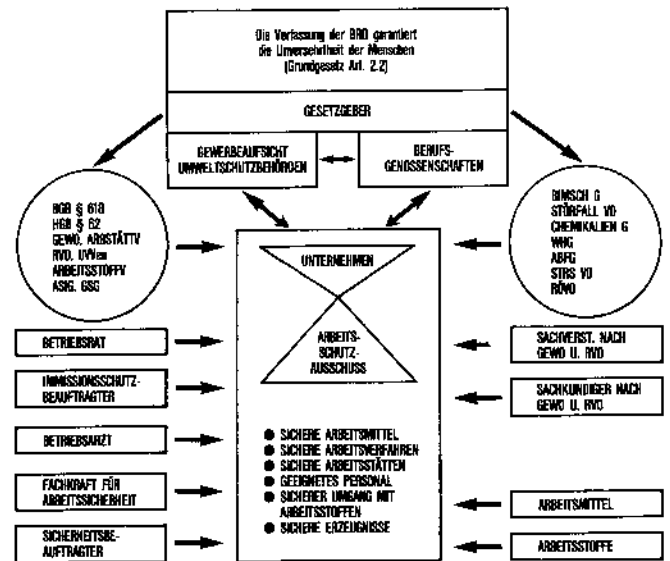 Die Verfassung der BRD garantiert
die Unversehrtheit der Menschen
(Grundgesetz Art. 2.2)
GESETZGEBER
GEWERBEAUFSICHT
UMWELTSCHUTZBEHÖRDEN
BERUFS-
GENOSSENSCHAFTEN
BGB § 618
HGB § 62
GEWO, ARBSTÄTTV
RVO, UVVen
ARBEITSSTOFFV
ASIG, GSG
BIMSCH G
STÖRFALL VO
CHEMIKALIEN G
WHG
ABFG
STRS VO
RÖVO
UNTERNEHMEN
ARBEITS-
SCHUTZ-
AUSSCHUSS
BETRIEBSRAT
IMMISSIONSSCHUTZ-
BEAUFTRAGTER
BETRIEBSARZT
FACHKRAFT FÜR
ARBEITSSICHERHEIT
SICHERHEITSBE-
AUFTRAGTER
● SICHERE ARBEITSMITTEL
● SICHERE ARBEITSVERFAHREN
● SICHERE ARBEITSSTÄTTEN
● GEEIGNETES PERSONAL
● SICHERER UMGANG MIT
ARBEITSSTOFFEN
● SICHERE ERZEUGNISSE
SACHVERST. NACH
GEWO U. RVO
SACHKUNDIGER NACH
GEWO U. RVO
ARBEITSMITTEL
ARBEITSSTOFFE